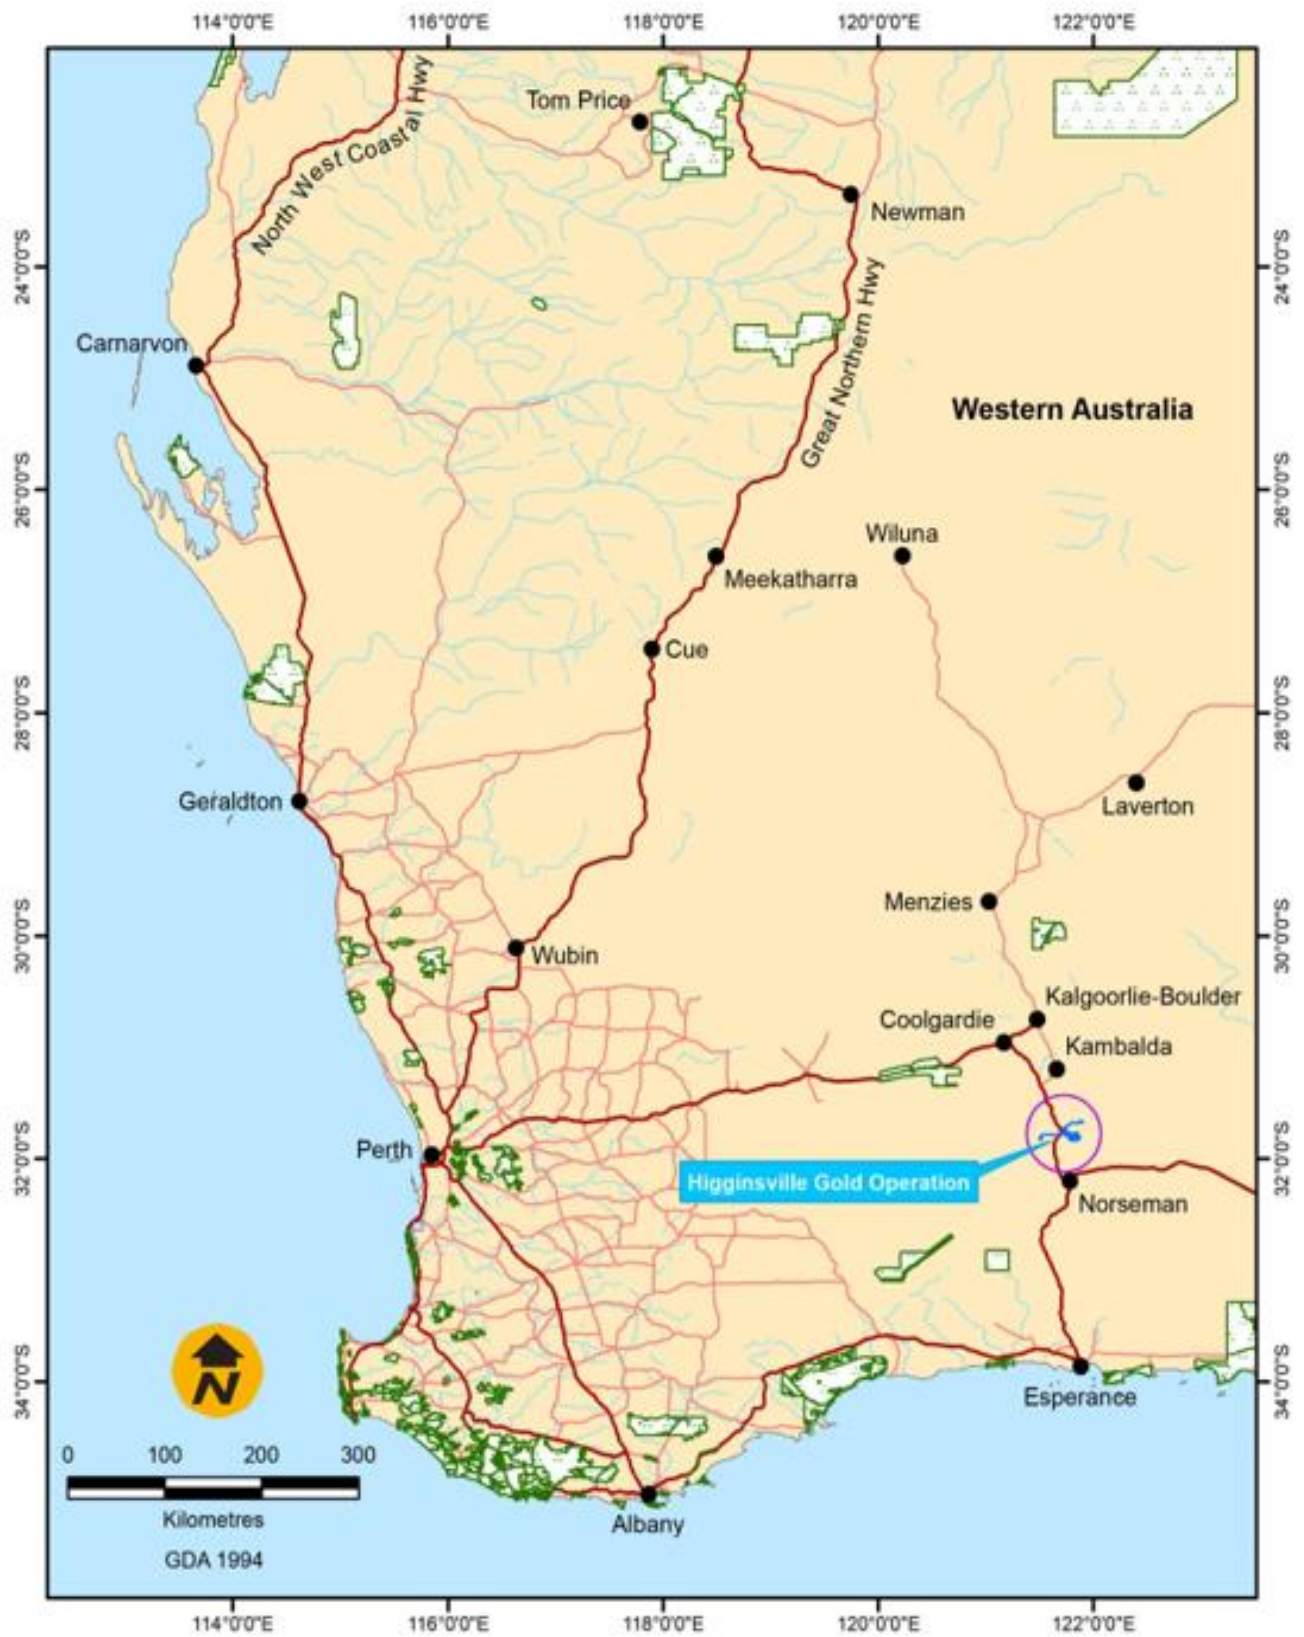 114°0'0"E 116°0'0"E 118°0'0"E 120°0'0"E 122°0'0"E
North West Coastal Hwy
Tom Price
Newman
24°0'0"S
24°0'0"S
Great Northern Hwy
Carnarvon
Western Australia
26°0'0"S
26°0'0"S
Wiluna
Meekatharra
Cue
28°0'0"S
28°0'0"S
Geraldton
Laverton
Menzies
30°0'0"S
30°0'0"S
Wubin
Kalgoorlie-Boulder
Coolgardie
Kambalda
Perth
32°0'0"S
32°0'0"S
Higginsville Gold Operation
Norseman
N
34°0'0"S
34°0'0"S
Esperance
0 100 200 300
Kilometres
GDA 1994
Albany
114°0'0"E 116°0'0"E 118°0'0"E 120°0'0"E 122°0'0"E